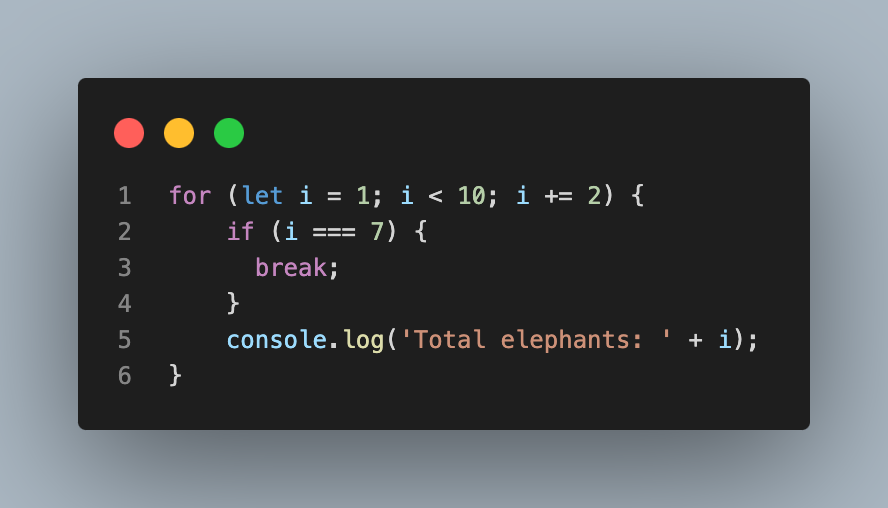 1 for (let i = 1; i < 10; i += 2) {
2     if (i === 7) {
3       break;
4     }
5     console.log('Total elephants: ' + i);
6 }